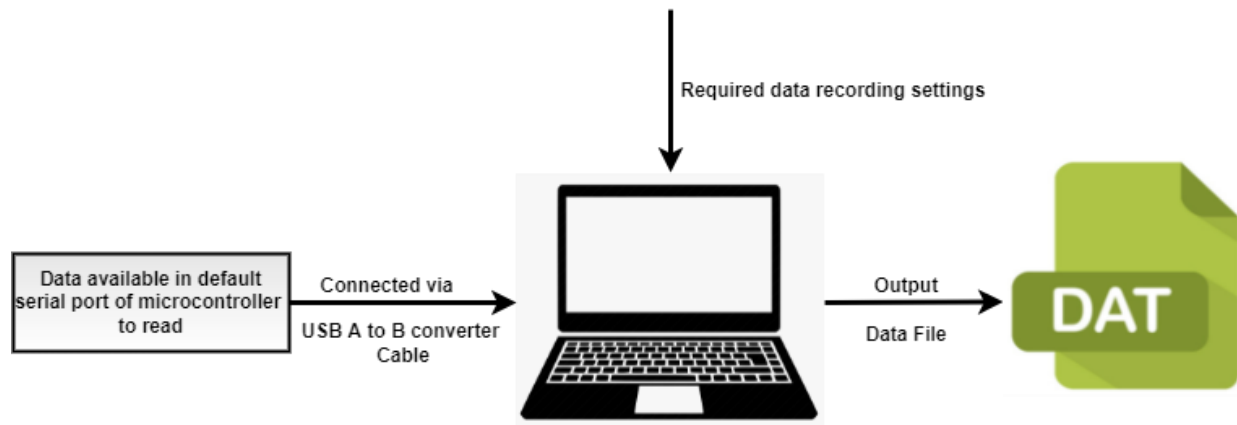 Required data recording settings
Data available in default
serial port of microcontroller
to read
Connected via
USB A to B converter
Cable
Output
Data File
DAT